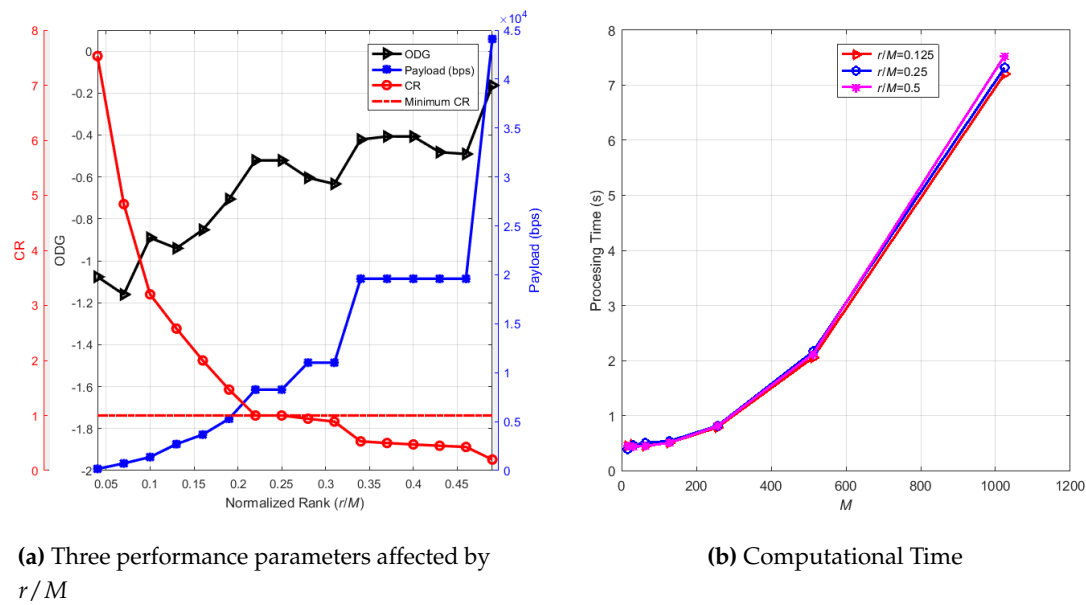 ×10^4
8
7
6
5
4
3
2
1
0
CR
0
-0.2
-0.4
-0.6
-0.8
-1
-1.2
-1.4
-1.6
-1.8
-2
ODG
ODG
Payload (bps)
CR
Minimum CR
4.5
4
3.5
3
2.5
2
1.5
1
0.5
0
Payload (bps)
0.05 0.1 0.15 0.2 0.25 0.3 0.35 0.4 0.45
Normalized Rank (r/M)
(a) Three performance parameters affected by
r/M
8
7
6
5
4
3
2
1
0
Procesing Time (s)
r/M=0.125
r/M=0.25
r/M=0.5
0 200 400 600 800 1000 1200
M
(b) Computational Time